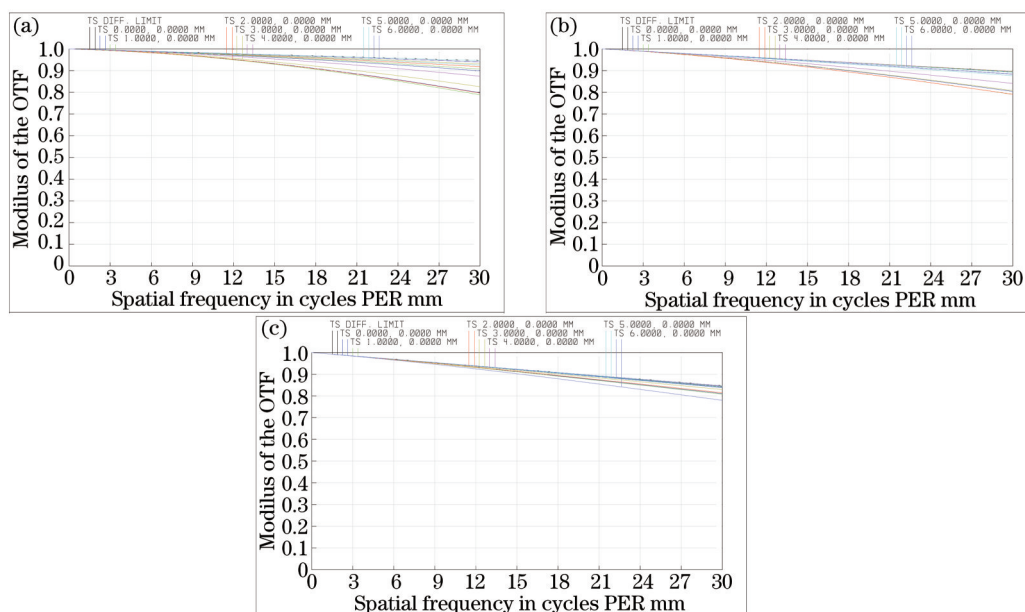 (a)
TS DIFF. LIMIT
TS 0.0000, 0.0000 MM
TS 1.0000, 0.0000 MM
TS 2.0000, 0.0000 MM
TS 3.0000, 0.0000 MM
TS 4.0000, 0.0000 MM
TS 5.0000, 0.0000 MM
TS 6.0000, 0.0000 MM
Modilus of the OTF
1.0
0.9
0.8
0.7
0.6
0.5
0.4
0.3
0.2
0.1
0
0 3 6 9 12 15 18 21 24 27 30
Spatial frequency in cycles PER mm
(b)
TS DIFF. LIMIT
TS 0.0000, 0.0000 MM
TS 1.0000, 0.0000 MM
TS 2.0000, 0.0000 MM
TS 3.0000, 0.0000 MM
TS 4.0000, 0.0000 MM
TS 5.0000, 0.0000 MM
TS 6.0000, 0.0000 MM
Modilus of the OTF
1.0
0.9
0.8
0.7
0.6
0.5
0.4
0.3
0.2
0.1
0
0 3 6 9 12 15 18 21 24 27 30
Spatial frequency in cycles PER mm
(c)
TS DIFF. LIMIT
TS 0.0000, 0.0000 MM
TS 1.0000, 0.0000 MM
TS 2.0000, 0.0000 MM
TS 3.0000, 0.0000 MM
TS 4.0000, 0.0000 MM
TS 5.0000, 0.0000 MM
TS 6.0000, 0.0000 MM
Modilus of the OTF
1.0
0.9
0.8
0.7
0.6
0.5
0.4
0.3
0.2
0.1
0
0 3 6 9 12 15 18 21 24 27 30
Spatial frequency in cycles PER mm